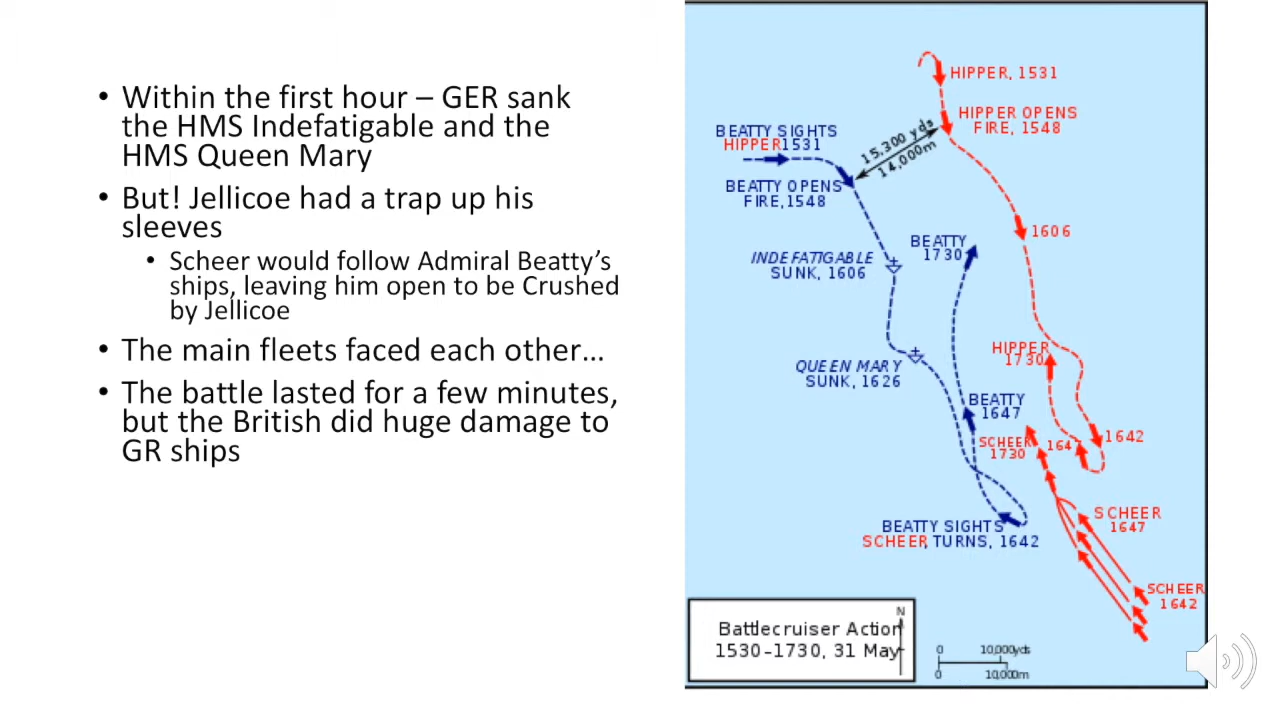 • Within the first hour – GER sank
the HMS Indefatigable and the
HMS Queen Mary
• But! Jellicoe had a trap up his
sleeves
• Scheer would follow Admiral Beatty's
ships, leaving him open to be Crushed
by Jellicoe
• The main fleets faced each other…
• The battle lasted for a few minutes,
but the British did huge damage to
GR ships
HIPPER, 1531
HIPPER OPENS
FIRE, 1548
BEATTY SIGHTS
HIPPER 1531
15,300 yds
14,000m
BEATTY OPENS
FIRE, 1548
1606
BEATTY
1730
INDEFATIGABLE
SUNK, 1606
HIPPER
1730
QUEEN MARY
SUNK, 1626
BEATTY
1647
SCHEER
1730
1647
1642
SCHEER
1647
BEATTY SIGHTS
SCHEER, TURNS, 1642
SCHEER
1642
Battlecruiser Action
1530–1730, 31 May
N
0 10,000yds
0 10,000m